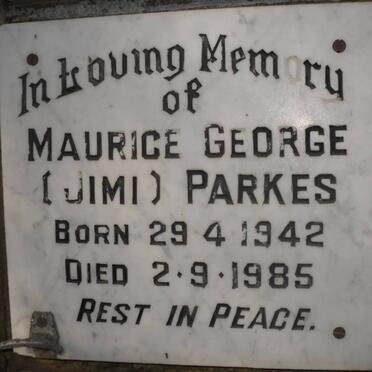 In Loving Memory
of
MAURICE GEORGE
(JIMI) PARKES
BORN 29 4 1942
DIED 2·9·1985
REST IN PEACE.